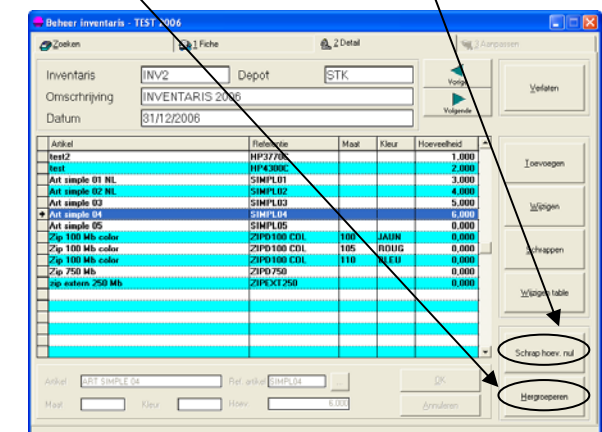 Beheer inventaris - TEST 2006
Zoeken 1 Fiche 2 Detail 3 Aanpassen
Inventaris INV2 Depot STK Vorige Verlaten
Omschrijving INVENTARIS 2006
Datum 31/12/2006 Volgende
Artikel Referentie Maat Kleur Hoeveelheid
test2 HP3770C 1,000
test HP4300C 2,000 Toevoegen
Art simple 01 NL SIMPL01 3,000
Art simple 02 NL SIMPL02 4,000
Art simple 03 SIMPL03 5,000 Wijzigen
Art simple 04 SIMPL04 6,000
Art simple 05 SIMPL05 0,000
Zip 100 Mb color ZIPD100 COL 100 JAUN 0,000
Zip 100 Mb color ZIPD100 COL 105 ROUG 0,000 Schrappen
Zip 100 Mb color ZIPD100 COL 110 BLEU 0,000
Zip 750 Mb ZIPD750 0,000
zip extern 250 Mb ZIPEXT250 0,000
Wijzigen table
Schrap hoev. nul
Artikel ART SIMPLE 04 Ref. artikel SIMPL04 ... OK
Hergroeperen
Maat Kleur Hoev. 6,000 Annuleren